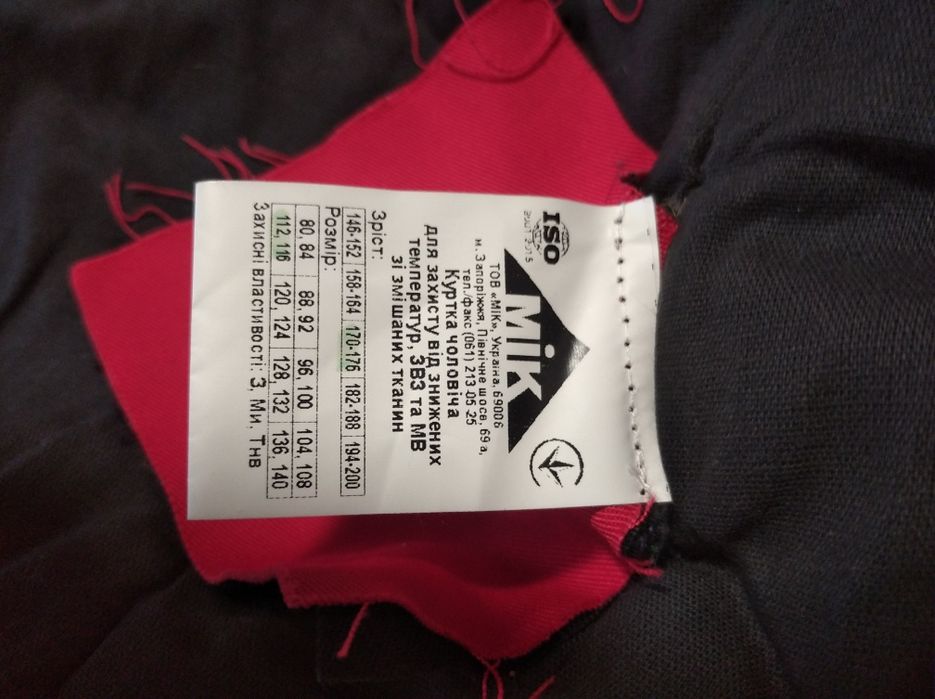 ISO
9001:2015
МіК
ТОВ «МіК», Україна, 69006
м. Запоріжжя, Північне шосе, 69 а,
тел./факс (061) 213-05-25
Куртка чоловіча
для захисту від знижених
температур, ЗВЗ та МВ
зі змішаних тканин
Зріст:
146-152 158-164 170-176 182-188 194-200
Розмір:
80, 84 88, 92 96, 100 104, 108
112, 116 120, 124 128, 132 136, 140
Захисні властивості: З, Ми, Тнв